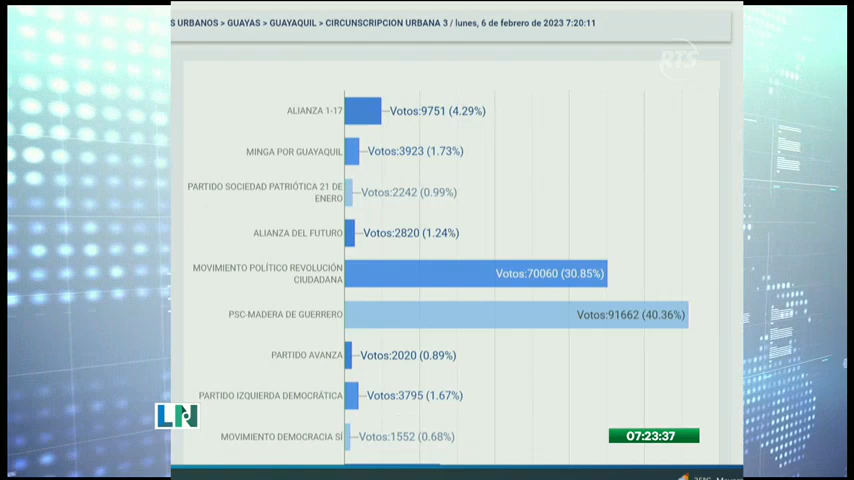 S URBANOS > GUAYAS > GUAYAQUIL > CIRCUNSCRIPCION URBANA 3 / lunes, 6 de febrero de 2023 7:20:11
RTS
ALIANZA 1-17 Votos:9751 (4.29%)
MINGA POR GUAYAQUIL Votos:3923 (1.73%)
PARTIDO SOCIEDAD PATRIÓTICA 21 DE
ENERO Votos:2242 (0.99%)
ALIANZA DEL FUTURO Votos:2820 (1.24%)
MOVIMIENTO POLÍTICO REVOLUCIÓN
CIUDADANA Votos:70060 (30.85%)
PSC-MADERA DE GUERRERO Votos:91662 (40.36%)
PARTIDO AVANZA Votos:2020 (0.89%)
PARTIDO IZQUIERDA DEMOCRÁTICA Votos:3795 (1.67%)
MOVIMIENTO DEMOCRACIA SÍ Votos:1552 (0.68%)
LN
07:23:37